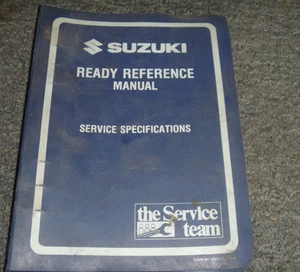 SUZUKI
READY REFERENCE
MANUAL
SERVICE SPECIFICATIONS
the Service
team